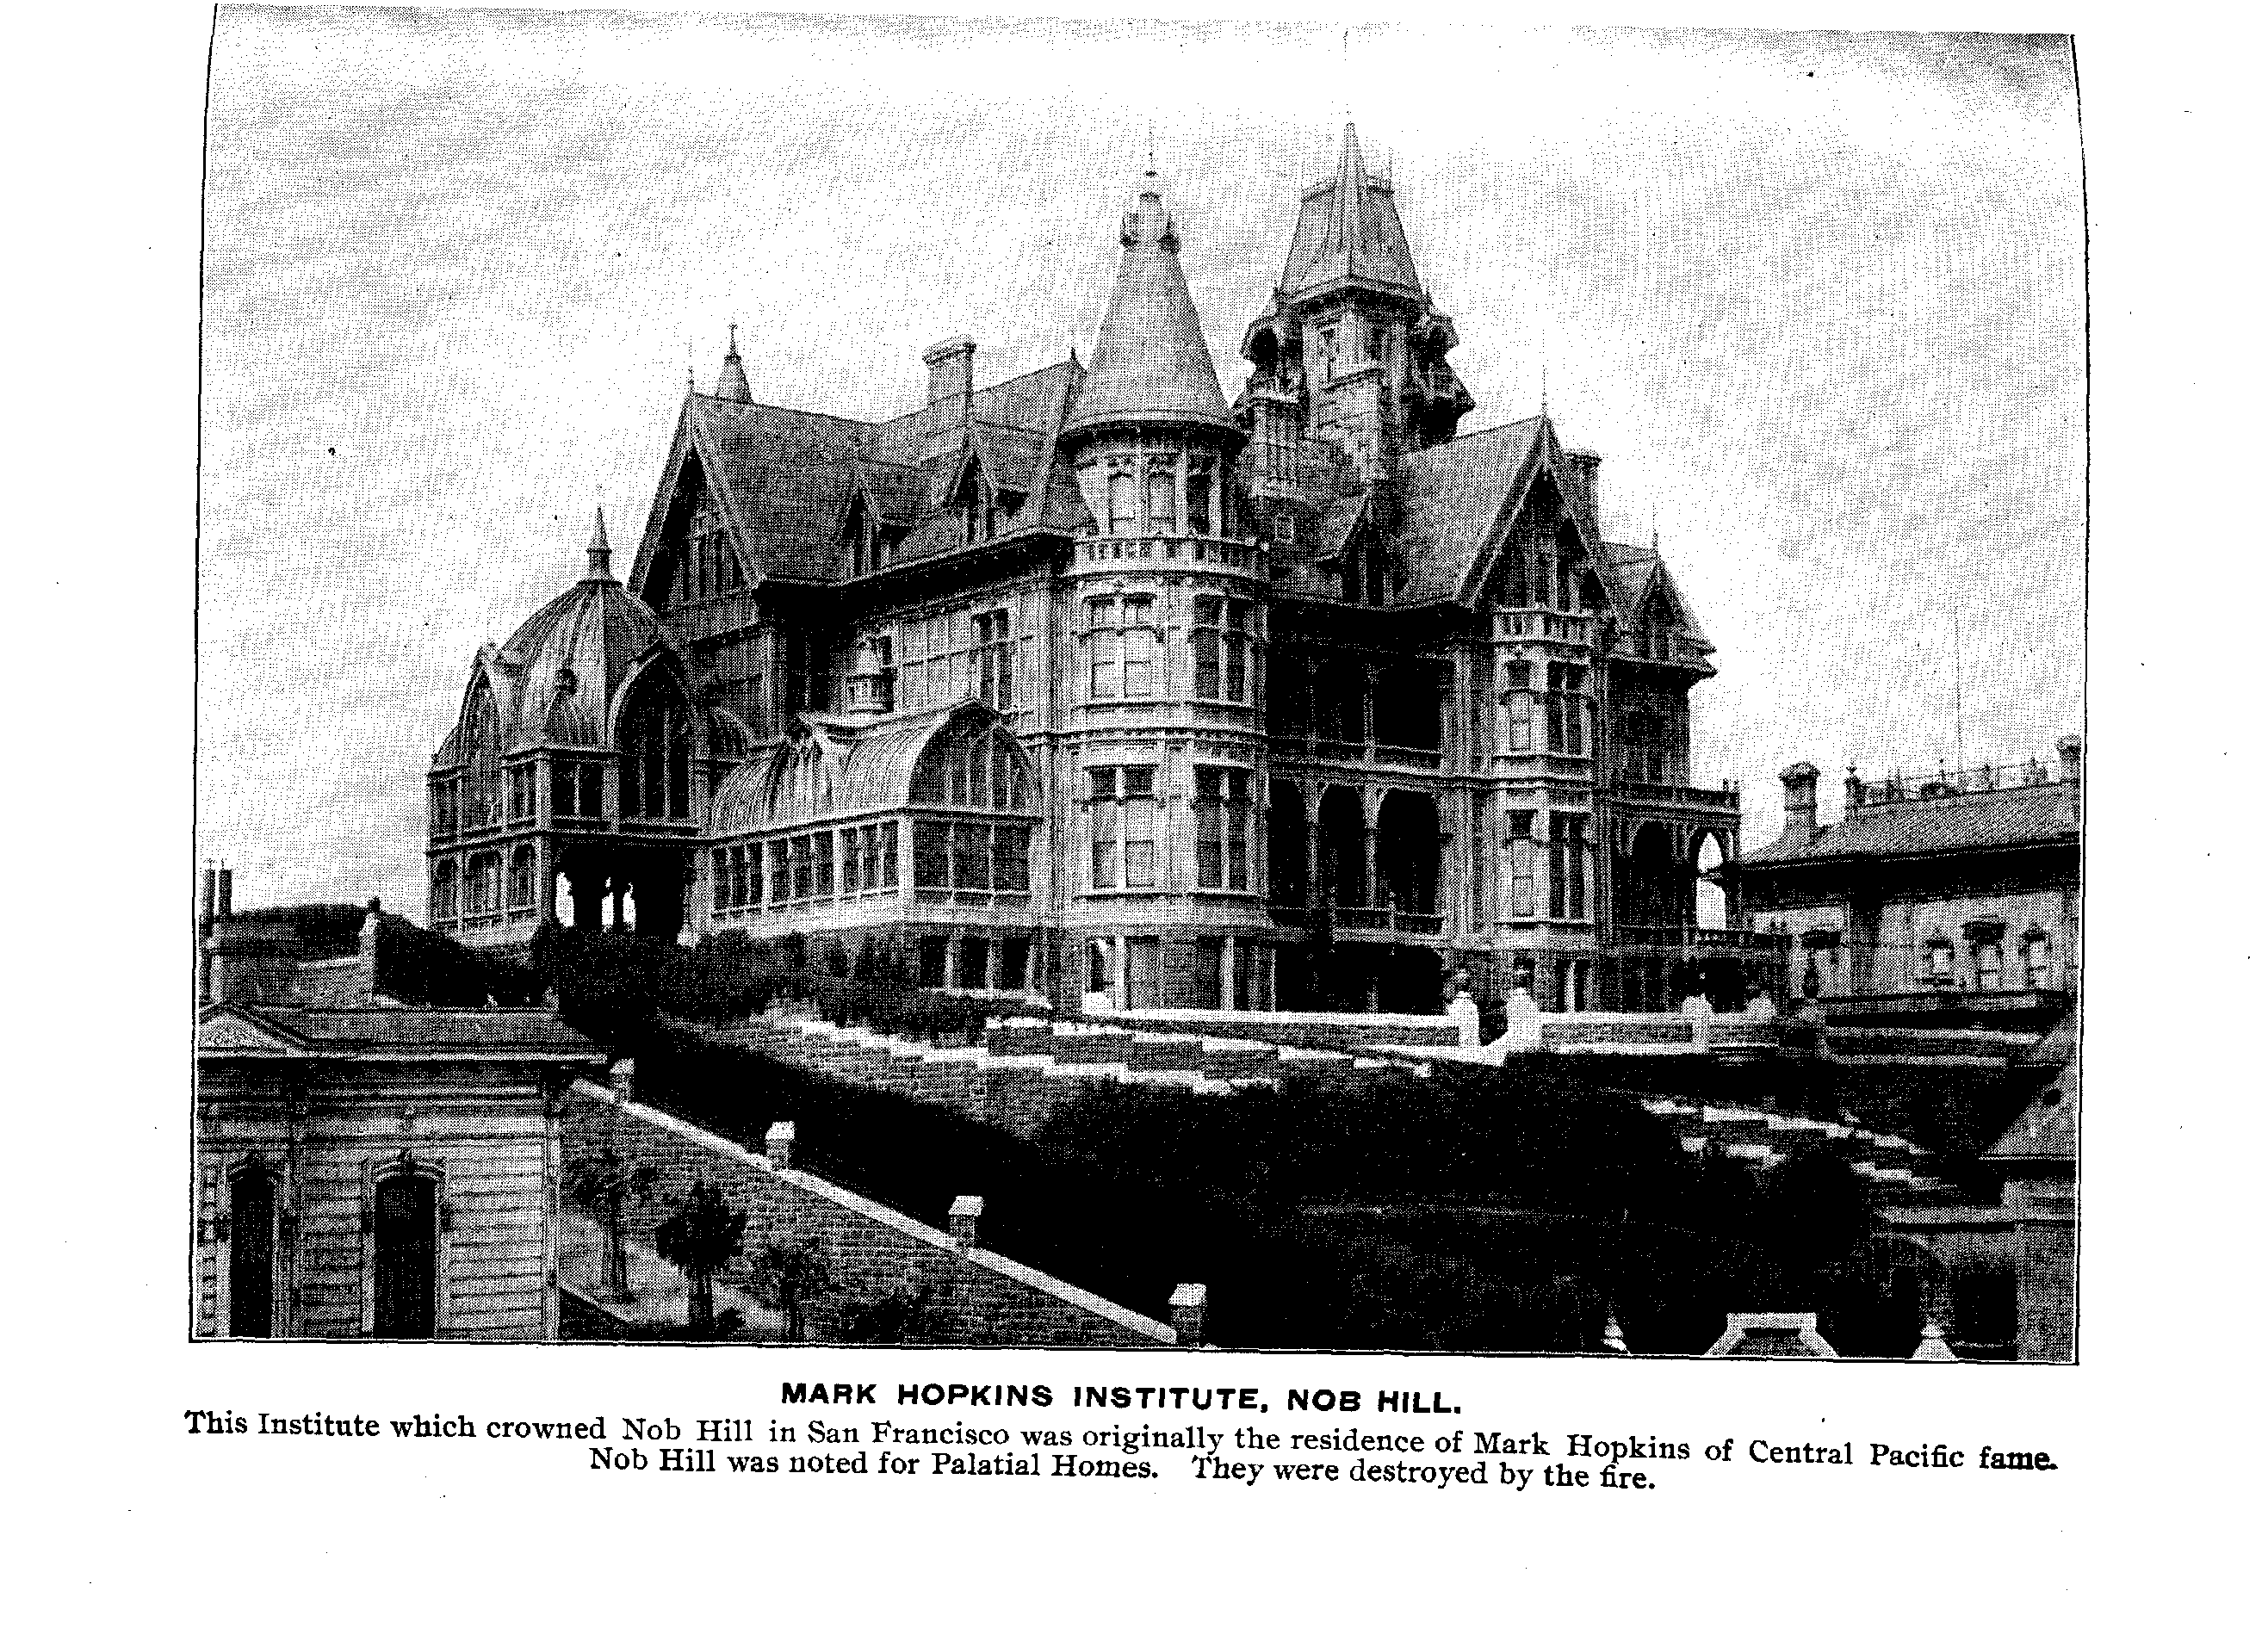 MARK HOPKINS INSTITUTE, NOB HILL.
This Institute which crowned Nob Hill in San Francisco was originally the residence of Mark Hopkins of Central Pacific fame.
Nob Hill was noted for Palatial Homes. They were destroyed by the fire.